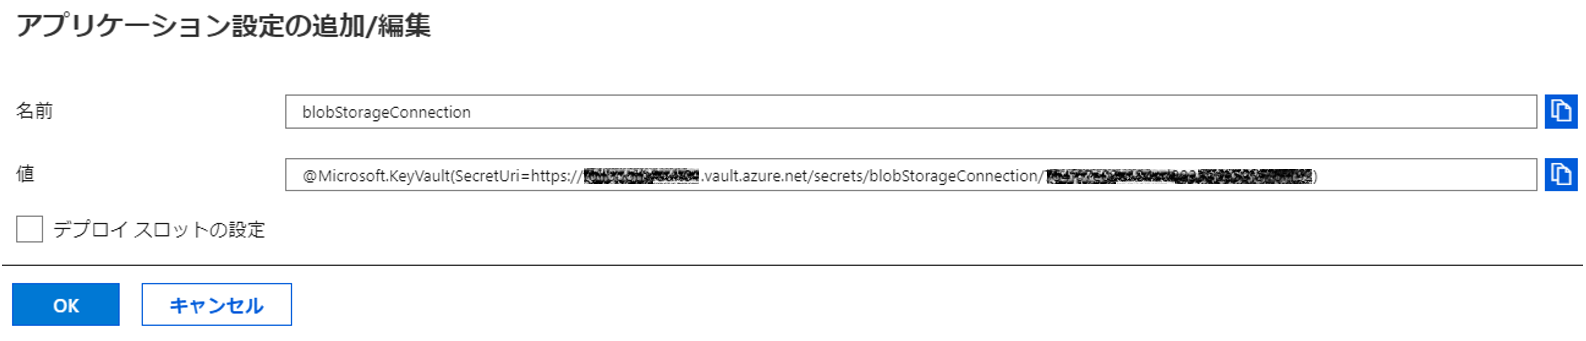 アプリケーション設定の追加/編集
名前
blobStorageConnection
値
@Microsoft.KeyVault(SecretUri=https:// .vault.azure.net/secrets/blobStorageConnection/ )
デプロイ スロットの設定
OK
キャンセル